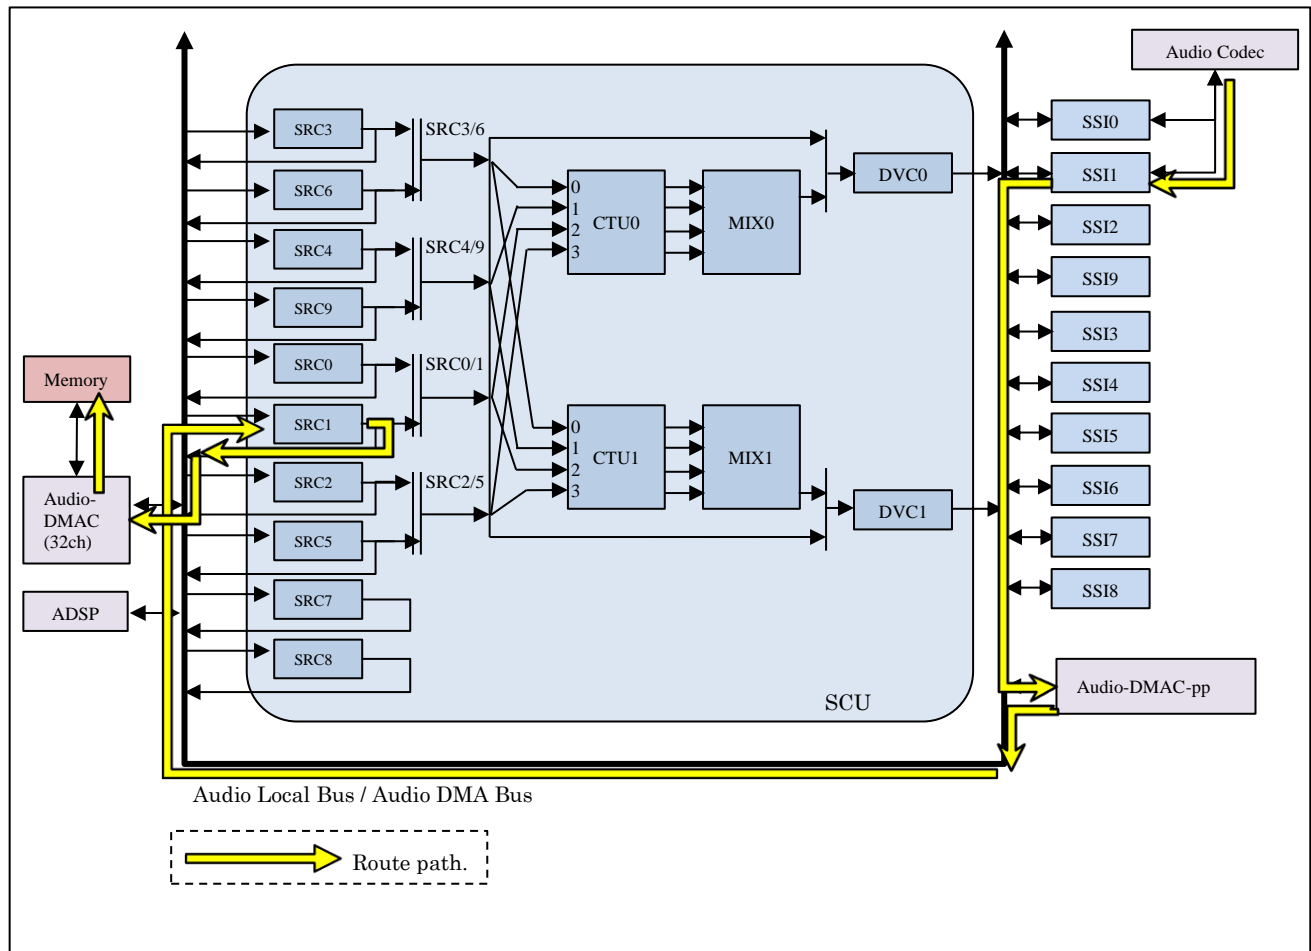 Audio Codec
SRC3
SRC3/6
SSI0
SSI1
DVC0
SRC6
0
1
2
3
CTU0
MIX0
SSI2
SRC4
SRC4/9
SSI9
SRC9
SSI3
SRC0
SRC0/1
Memory
SSI4
SRC1
0
1
2
3
CTU1
MIX1
SSI5
SRC2
SRC2/5
SSI6
Audio-
DMAC
(32ch)
DVC1
SRC5
SSI7
SSI8
SRC7
ADSP
SRC8
Audio-DMAC-pp
SCU
Audio Local Bus / Audio DMA Bus
Route path.